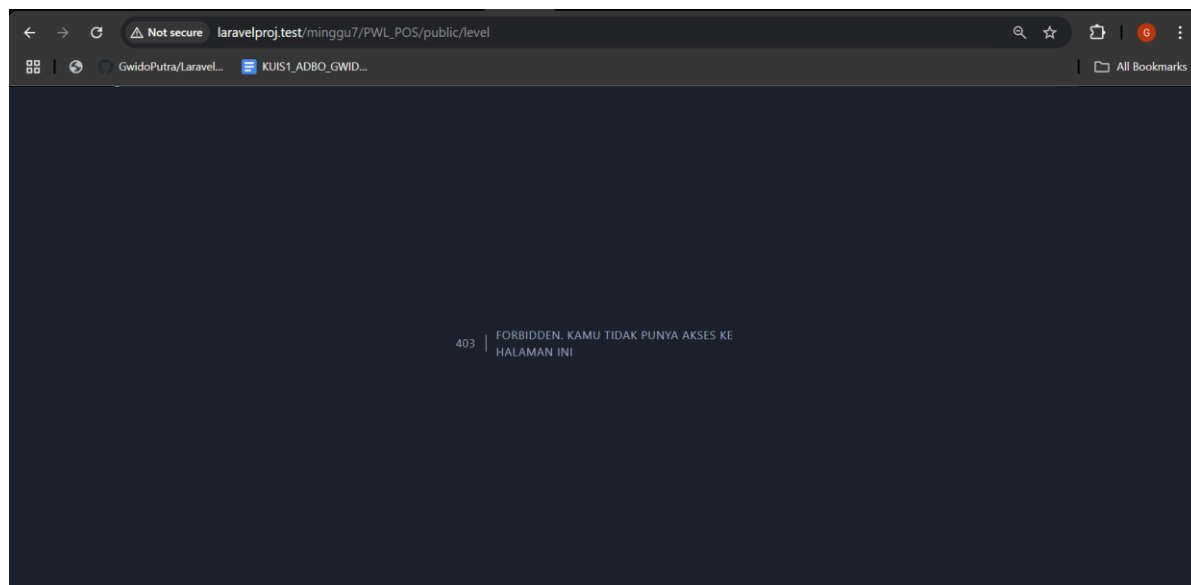 Not secure laravelproj.test/minggu7/PWL_POS/public/level
G
GwidoPutra/Laravel... KUIS1_ADBO_GWID... All Bookmarks
403 FORBIDDEN. KAMU TIDAK PUNYA AKSES KE
HALAMAN INI